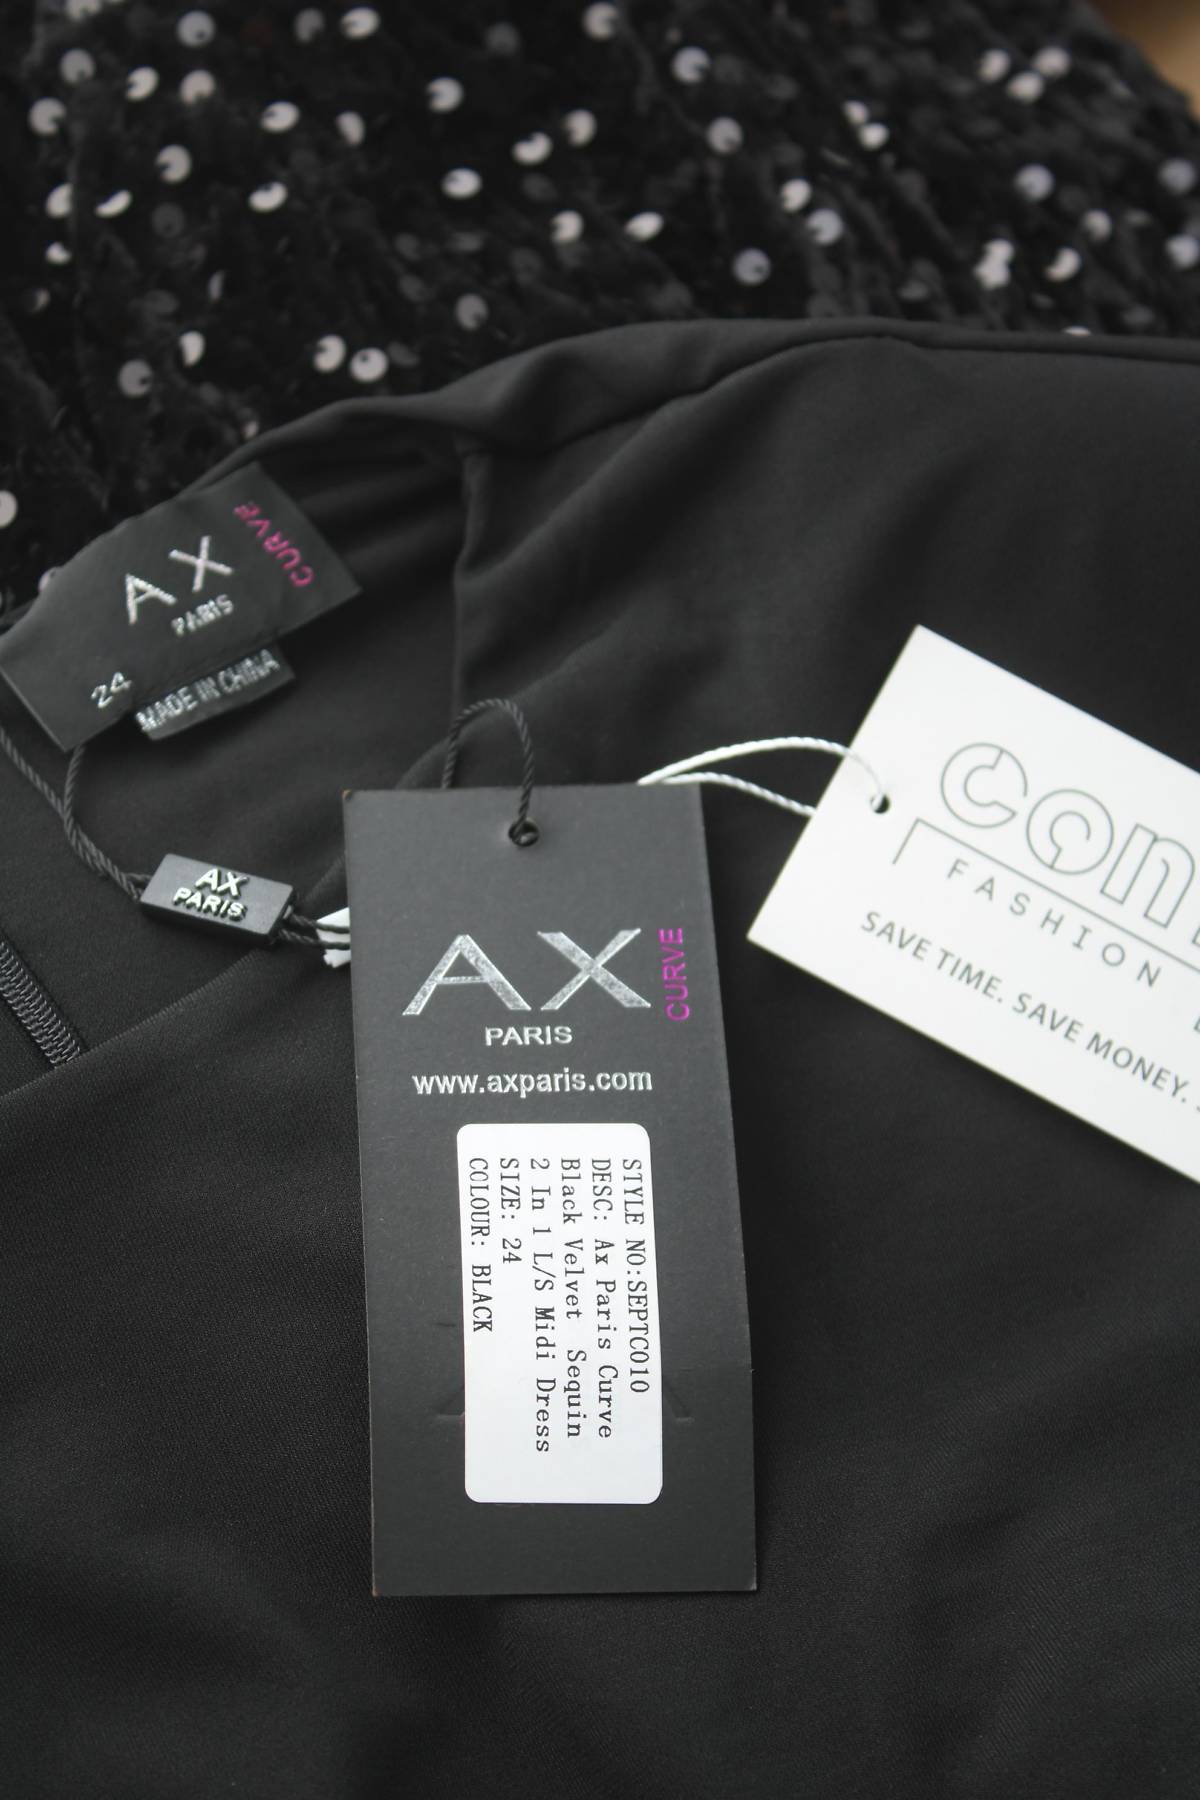 AX
PARIS
CURVE
24
MADE IN CHINA
AX
PARIS
AX
PARIS
CURVE
www.axparis.com
STYLE NO:SEPTC010
DESC: Ax Paris Curve
Black Velvet Sequin
2 In 1 L/S Midi Dress
SIZE: 24
COLOUR: BLACK
FASHION
SAVE TIME. SAVE MONEY.